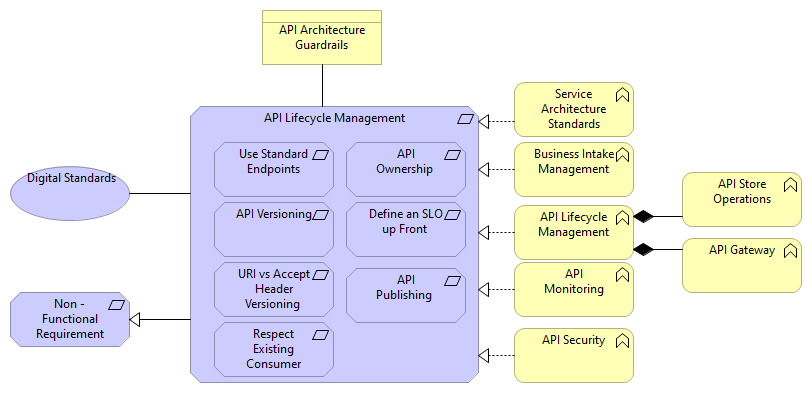 API Architecture
Guardrails
API Lifecycle Management
Use Standard
Endpoints
API
Ownership
API Versioning
Define an SLO
up Front
URI vs Accept
Header
Versioning
API
Publishing
Respect
Existing
Consumer
Digital Standards
Non -
Functional
Requirement
Service
Architecture
Standards
Business Intake
Management
API Lifecycle
Management
API
Monitoring
API Security
API Store
Operations
API Gateway